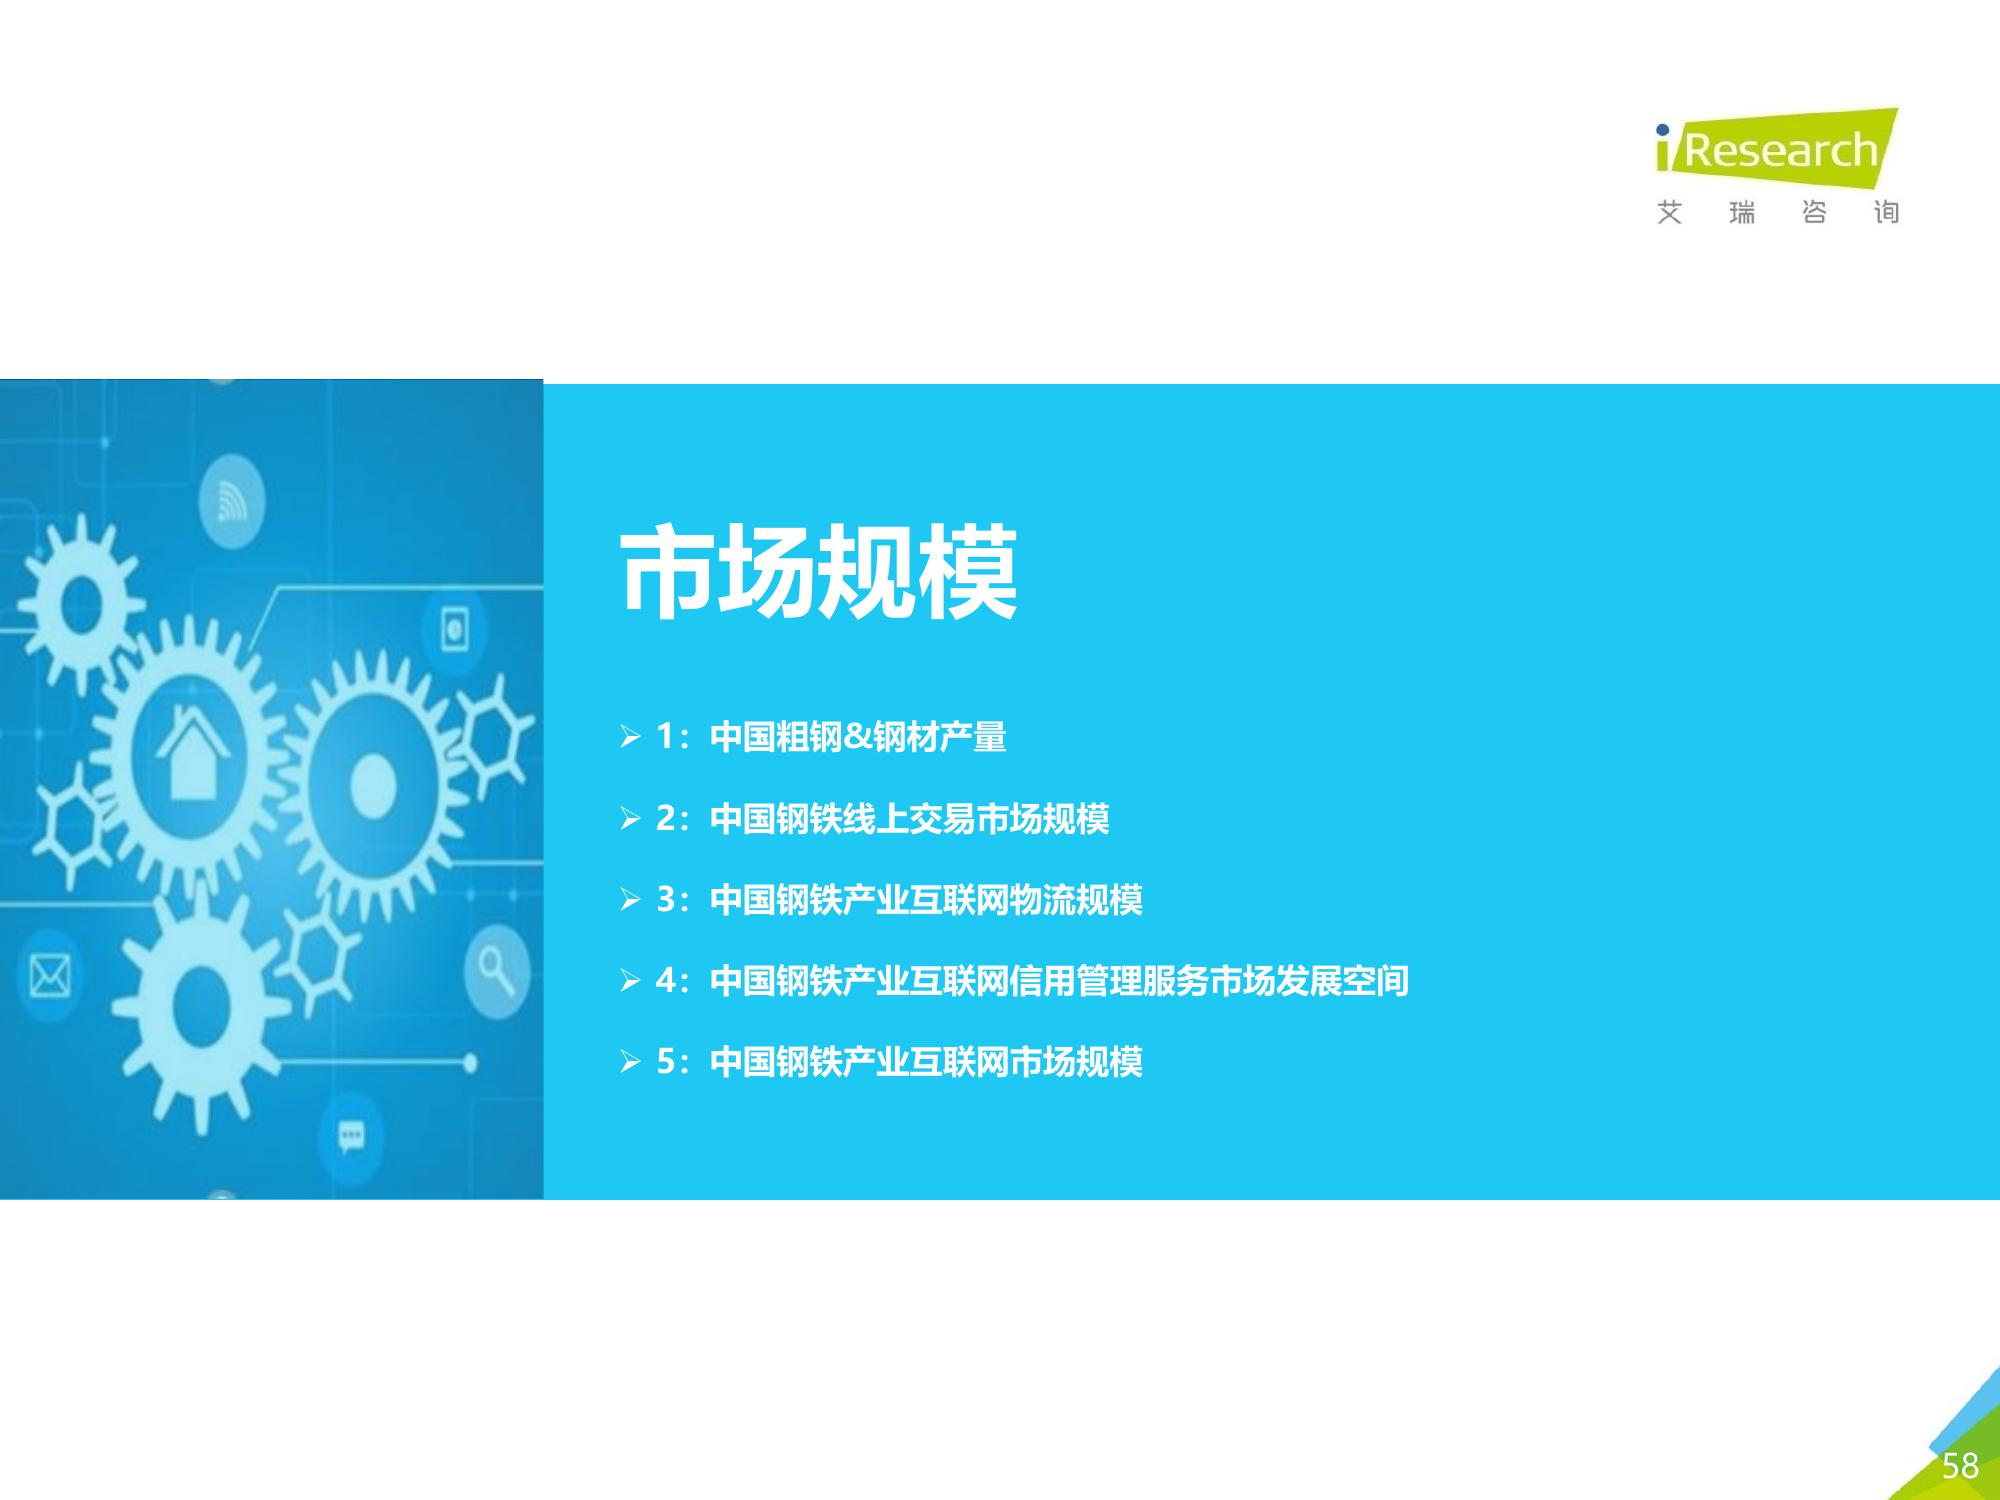 iResearch
艾瑞咨询
市场规模
➢ 1：中国粗钢&钢材产量
➢ 2：中国钢铁线上交易市场规模
➢ 3：中国钢铁产业互联网物流规模
➢ 4：中国钢铁产业互联网信用管理服务市场发展空间
➢ 5：中国钢铁产业互联网市场规模
58